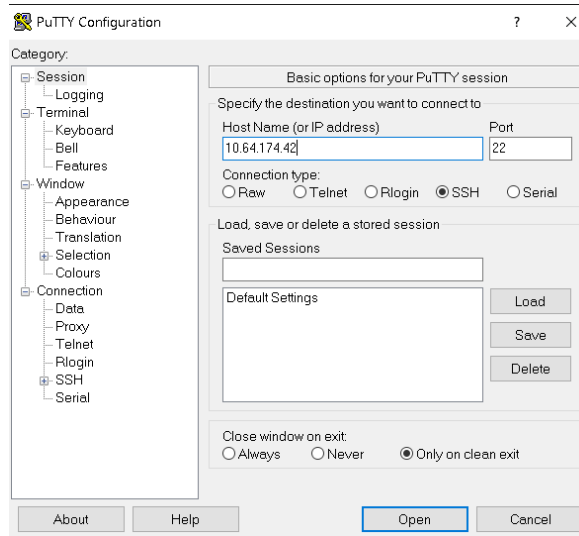 PuTTY Configuration
?
Category:
Session
Logging
Terminal
Keyboard
Bell
Features
Window
Appearance
Behaviour
Translation
Selection
Colours
Connection
Data
Proxy
Telnet
Rlogin
SSH
Serial
Basic options for your PuTTY session
Specify the destination you want to connect to
Host Name (or IP address) Port
10.64.174.42 22
Connection type:
Raw Telnet Rlogin SSH Serial
Load, save or delete a stored session
Saved Sessions
Default Settings
Load
Save
Delete
Close window on exit:
Always Never Only on clean exit
About Help Open Cancel